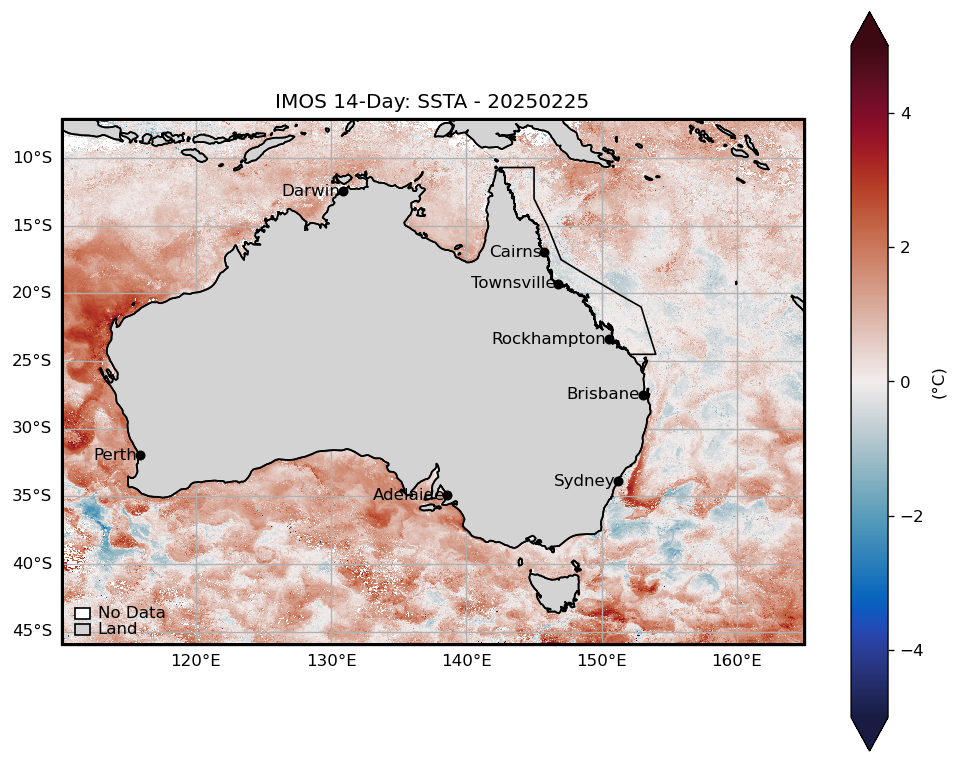 IMOS 14-Day: SSTA - 20250225
10°S
15°S
20°S
25°S
30°S
35°S
40°S
45°S
Darwin
Cairns
Townsville
Rockhampton
Brisbane
Perth
Sydney
Adelaide
No Data
Land
120°E
130°E
140°E
150°E
160°E
4
2
0
−2
−4
(°C)